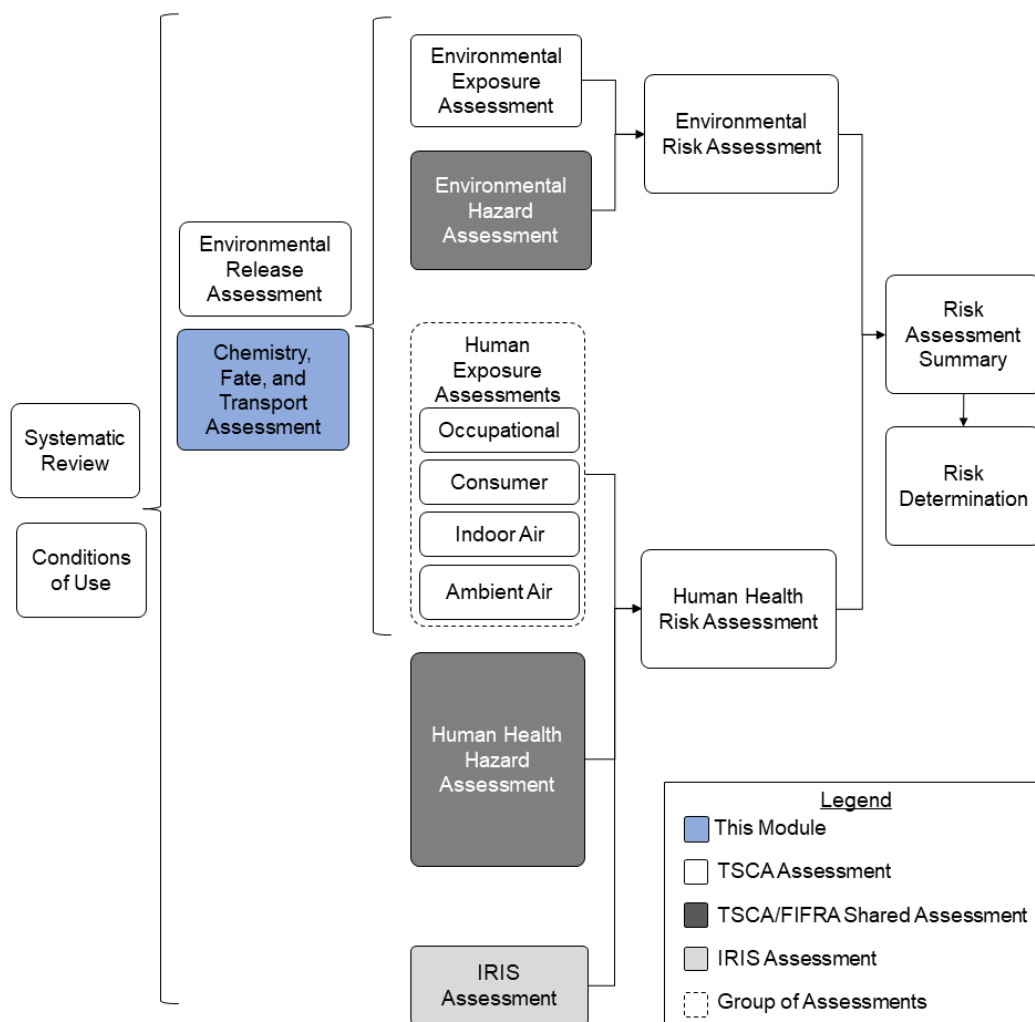 Systematic
Review
Conditions
of Use
Environmental
Release
Assessment
Chemistry,
Fate, and
Transport
Assessment
Environmental
Exposure
Assessment
Environmental
Hazard
Assessment
Human
Exposure
Assessments
Occupational
Consumer
Indoor Air
Ambient Air
Human Health
Hazard
Assessment
IRIS
Assessment
Environmental
Risk Assessment
Human Health
Risk Assessment
Risk
Assessment
Summary
Risk
Determination
Legend
This Module
TSCA Assessment
TSCA/FIFRA Shared Assessment
IRIS Assessment
Group of Assessments